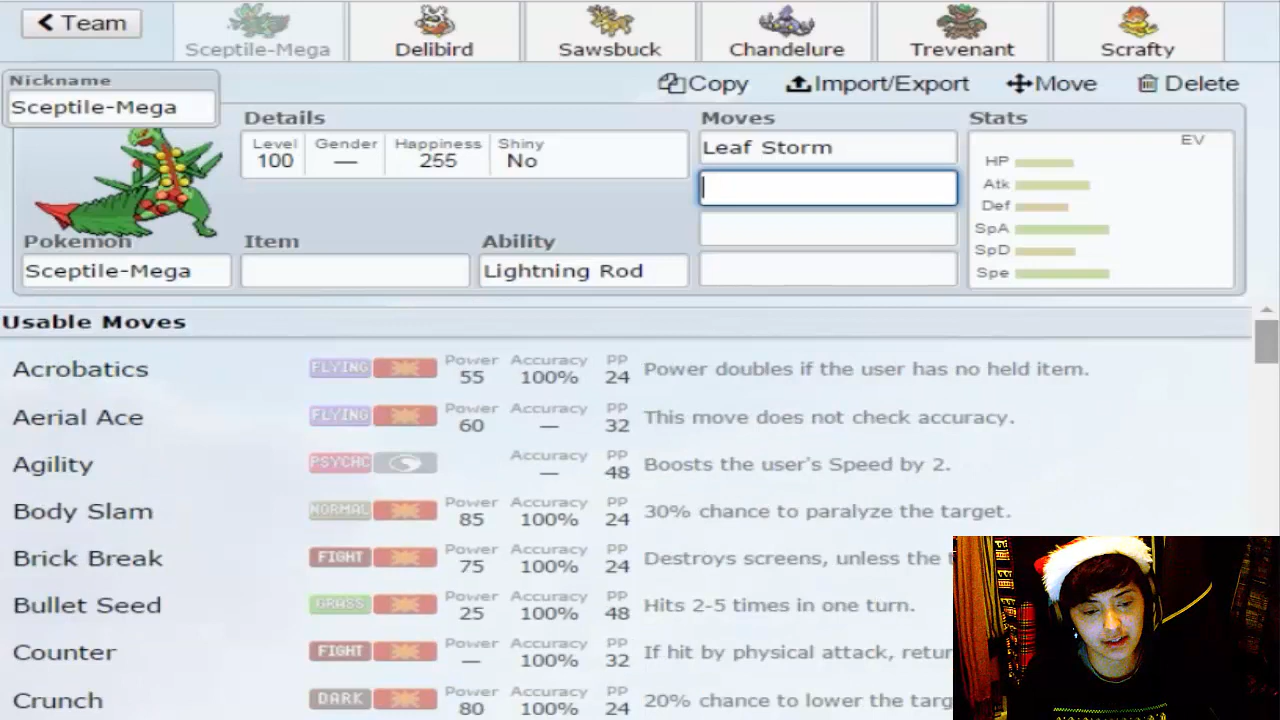 Team
Sceptile-Mega
Delibird
Sawsbuck
Chandelure
Trevenant
Scrafty
Nickname
Sceptile-Mega
Copy
Import/Export
Move
Delete
Details
Level
100
Gender
—
Happiness
255
Shiny
No
Moves
Leaf Storm
Stats
EV
HP
Atk
Def
SpA
SpD
Spe
Pokemon
Sceptile-Mega
Item
Ability
Lightning Rod
Usable Moves
Acrobatics FLYING Power 55 Accuracy 100% PP 24 Power doubles if the user has no held item.
Aerial Ace FLYING Power 60 Accuracy — PP 32 This move does not check accuracy.
Agility PSYCHC Accuracy — PP 48 Boosts the user's Speed by 2.
Body Slam NORMAL Power 85 Accuracy 100% PP 24 30% chance to paralyze the target.
Brick Break FIGHT Power 75 Accuracy 100% PP 24 Destroys screens, unless the
Bullet Seed GRASS Power 25 Accuracy 100% PP 48 Hits 2-5 times in one turn.
Counter FIGHT Power — Accuracy 100% PP 32 If hit by physical attack,
Crunch DARK Power 80 Accuracy 100% PP 24 20% chance to lower the